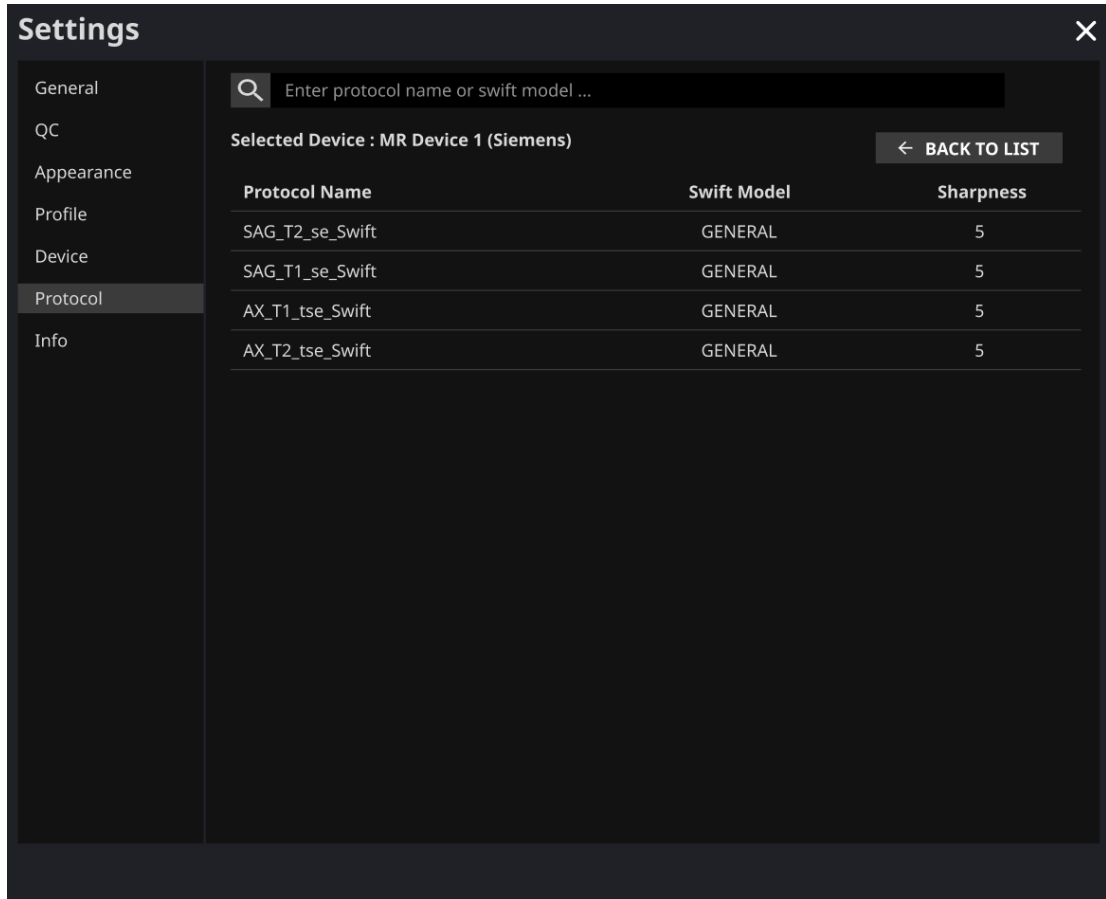 Settings
General
QC
Appearance
Profile
Device
Protocol
Info
Enter protocol name or swift model ...
Selected Device : MR Device 1 (Siemens)
← BACK TO LIST
Protocol Name Swift Model Sharpness
SAG_T2_se_Swift GENERAL 5
SAG_T1_se_Swift GENERAL 5
AX_T1_tse_Swift GENERAL 5
AX_T2_tse_Swift GENERAL 5